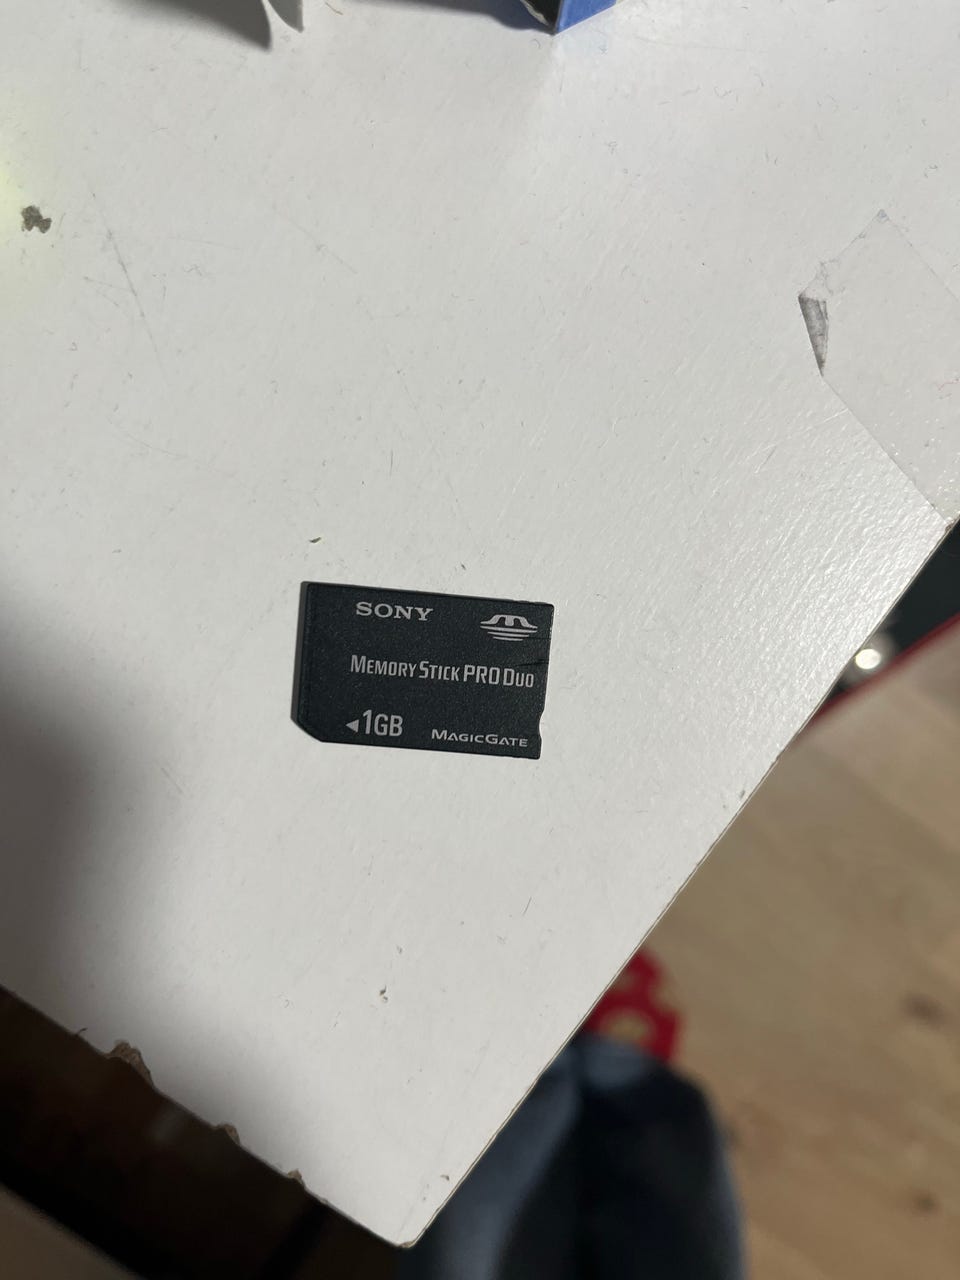 SONY
MEMORY STICK PRO DUO
◀1GB MAGICGATE